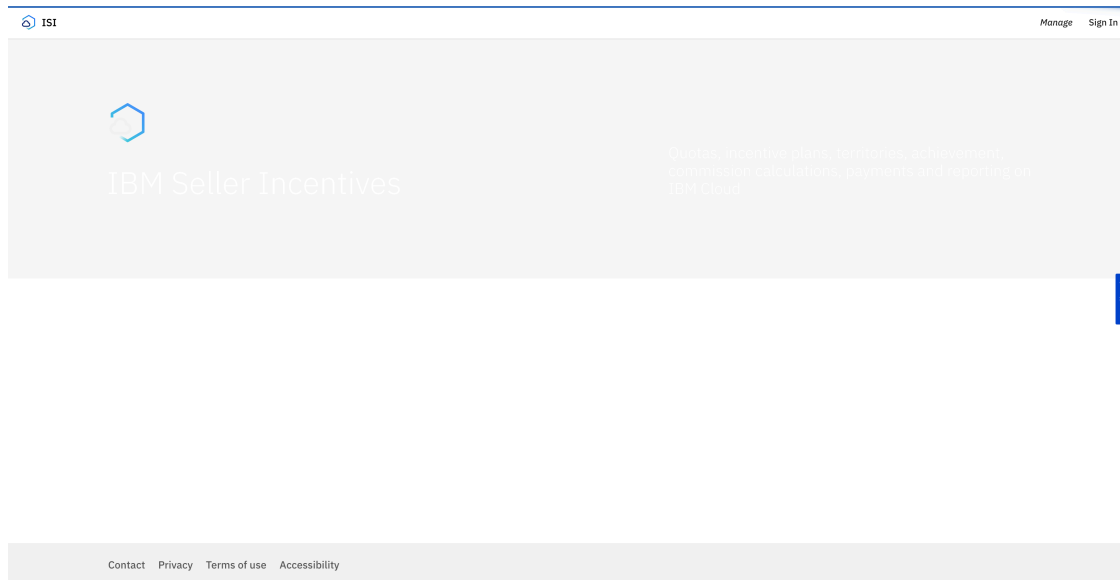 ISI
Manage Sign In
IBM Seller Incentives
Quotas, incentive plans, territories, achievement,
commission calculations, payments and reporting on
IBM Cloud
Contact Privacy Terms of use Accessibility